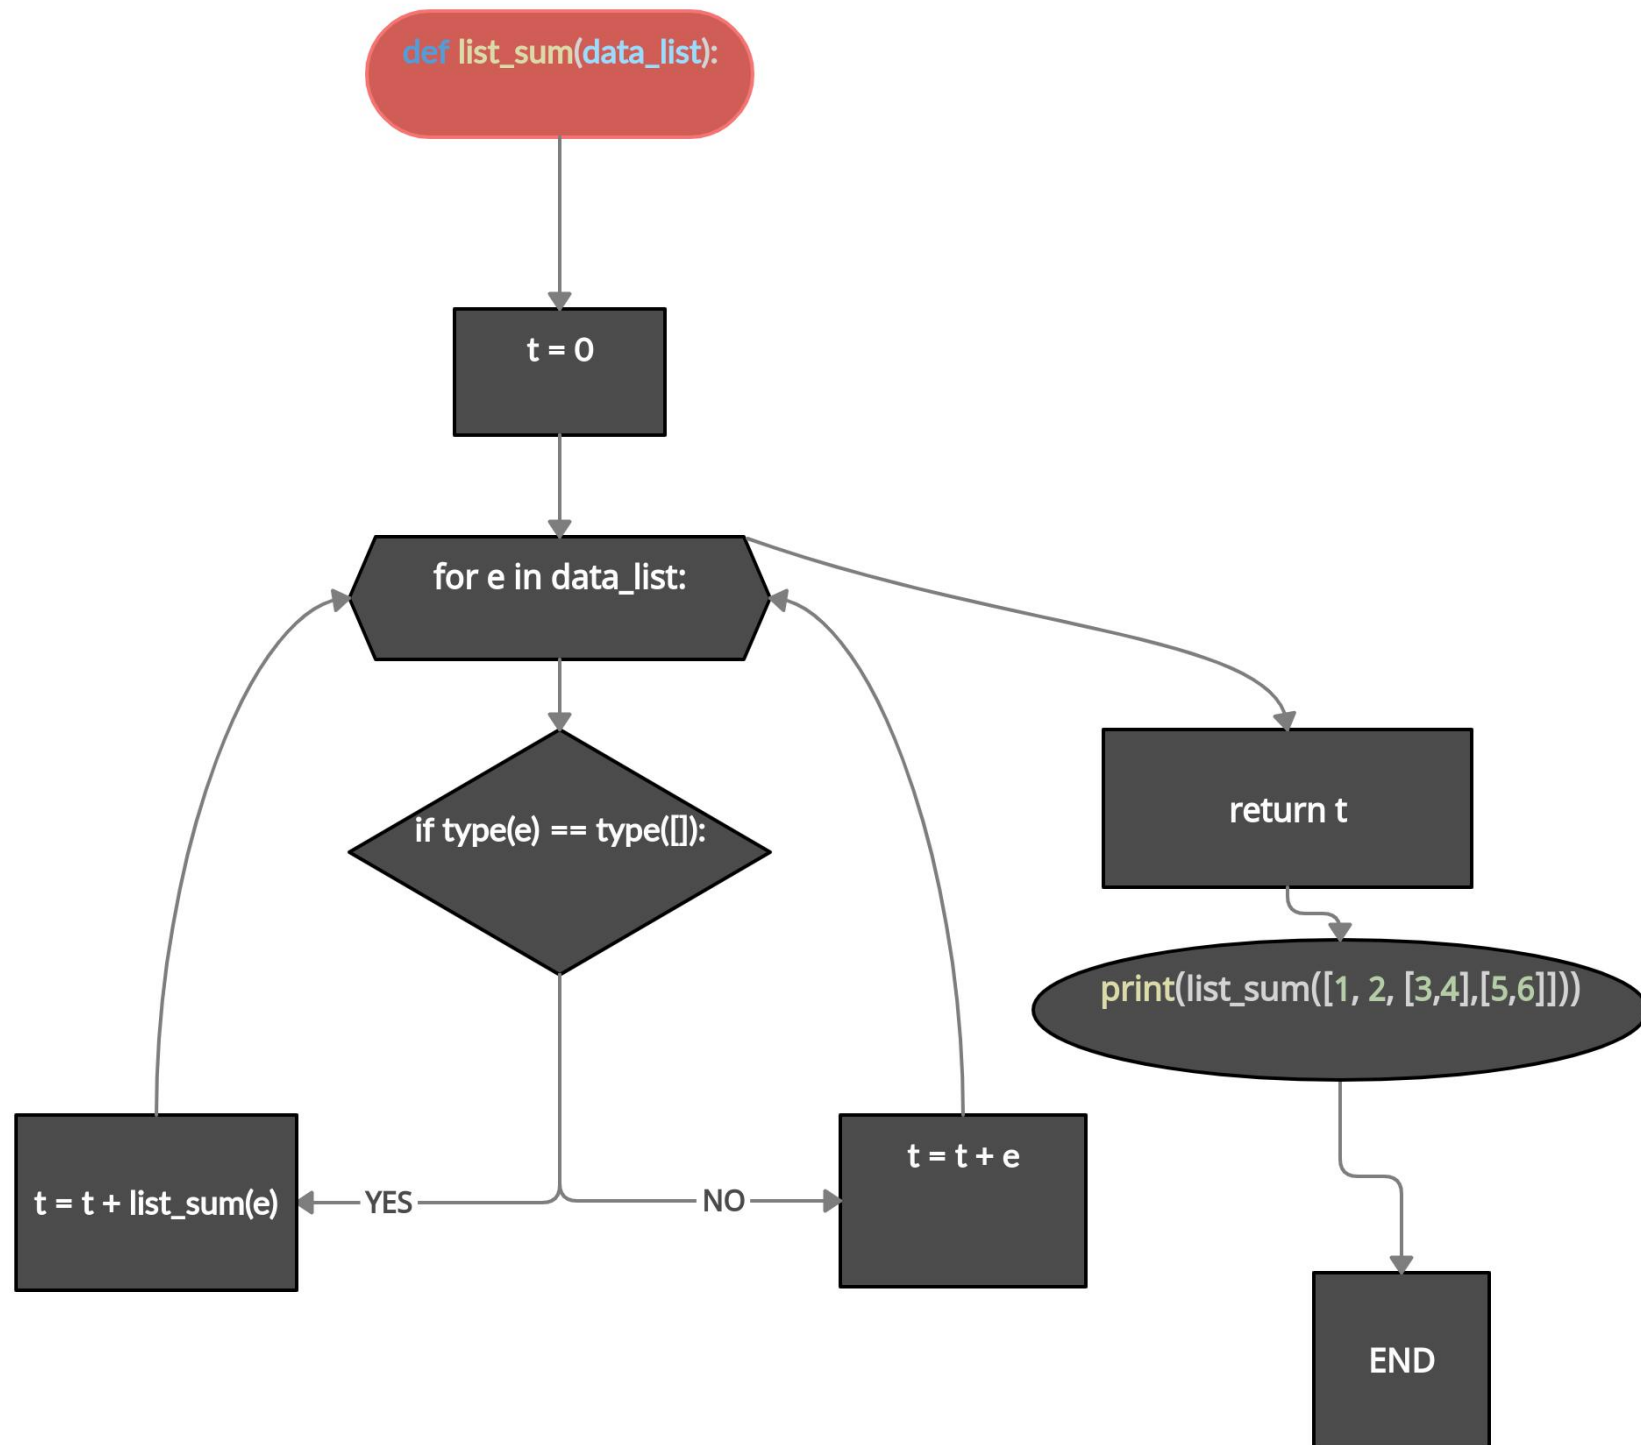 def list_sum(data_list):
t = 0
for e in data_list:
if type(e) == type([]):
return t
print(list_sum([1, 2, [3,4],[5,6]]))
t = t + e
t = t + list_sum(e)
YES
NO
END